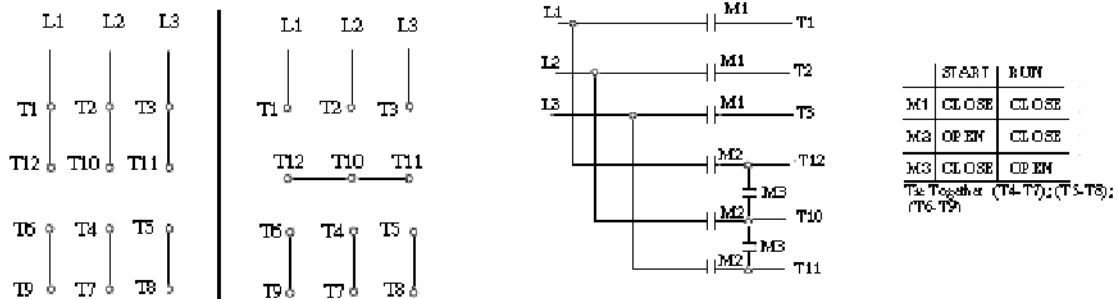 L1 L2 L3
T1 T2 T3
T12 T10 T11
T6 T4 T5
T9 T7 T8
L1 L2 L3
T1 T2 T3
T12 T10 T11
T6 T4 T5
T9 T7 T8
L1 M1 T1
L2 M1 T2
L3 M1 T3
M2 T12
M3
M2 T10
M3
M2 T11
START RUN
M1 CLOSE CLOSE
M2 OPEN CLOSE
M3 CLOSE OPEN
Tie Together (T4-T7); (T5-T8);
(T6-T9)